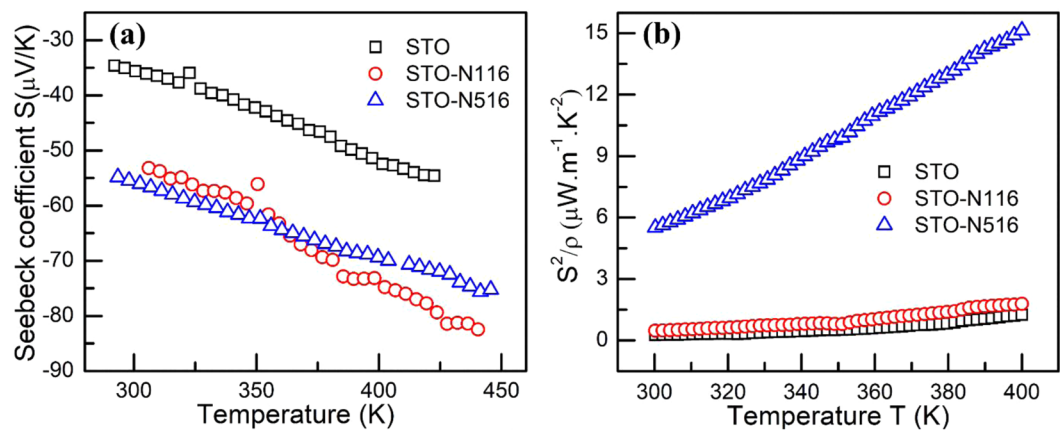 (a)
STO
STO-N116
STO-N516
-30
-40
-50
-60
-70
-80
-90
Seebeck coefficient S(μV/K)
300 350 400 450
Temperature (K)
(b)
STO
STO-N116
STO-N516
15
12
9
6
3
0
S²/ρ (μW.m⁻¹.K⁻²)
300 320 340 360 380 400
Temperature T (K)